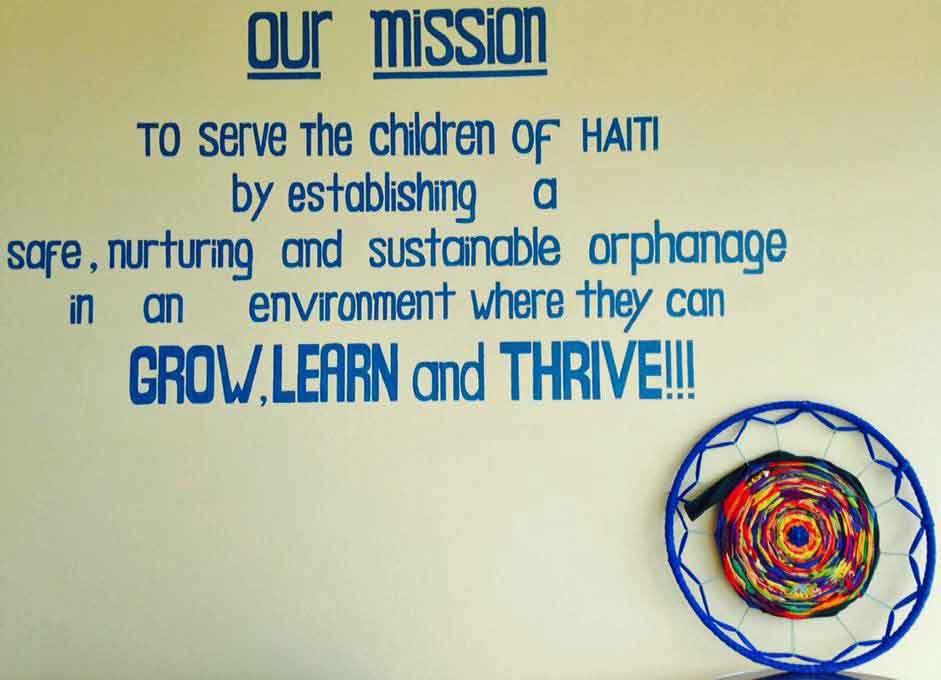 OUr mission
TO serve The children OF HAITI
by establishing a
safe, nurturing and sustainable orphanage
in an environment where they can
GROW, LEARN and THRIVE!!!